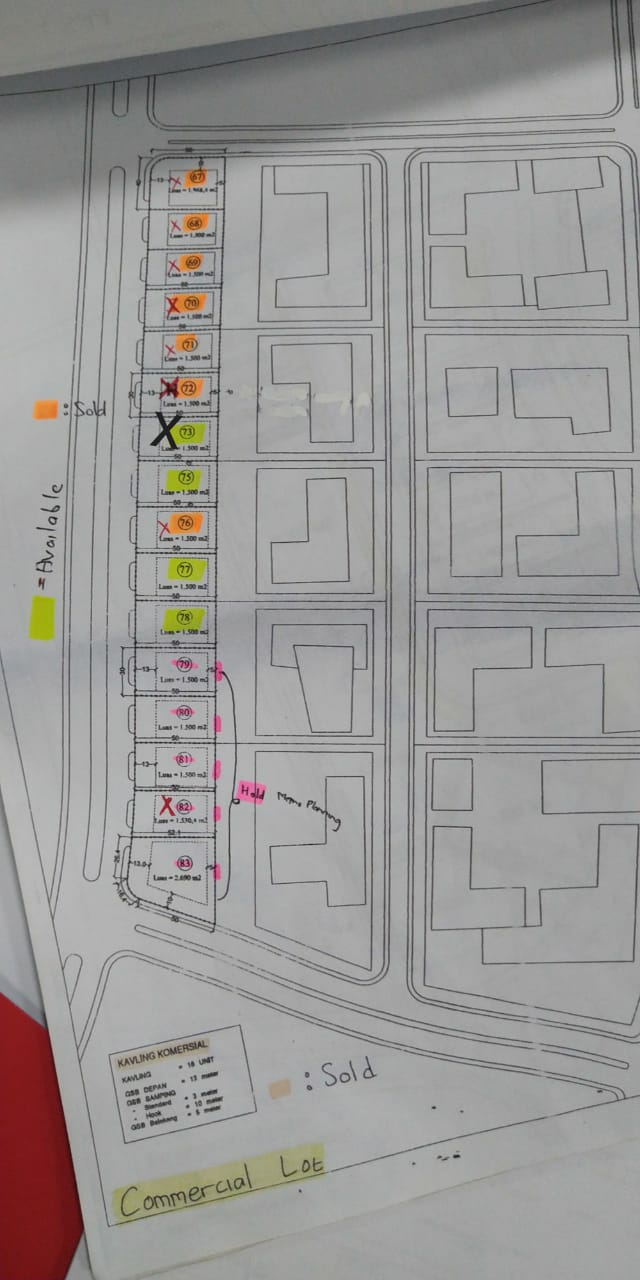 67
Luas = 1.968,4 m2
68
Luas = 1.500 m2
69
Luas = 1.500 m2
70
Luas = 1.500 m2
71
Luas = 1.500 m2
72
Luas = 1.500 m2
: Sold
73
Luas = 1.500 m2
75
Luas = 1.500 m2
76
Luas = 1.500 m2
= Available
77
Luas = 1.500 m2
78
Luas = 1.500 m2
79
Luas = 1.500 m2
80
Luas = 1.500 m2
81
Luas = 1.500 m2
Hold
82
Luas = 1.530,4 m2
83
Luas = 2.690 m2
KAVLING KOMERSIAL
KAVLING = 16 UNIT
GSB DEPAN = 13 meter
GSB SAMPING
- Standard = 3 meter
- Hook = 10 meter
GSB Belakang = 5 meter
: Sold
Commercial Lot